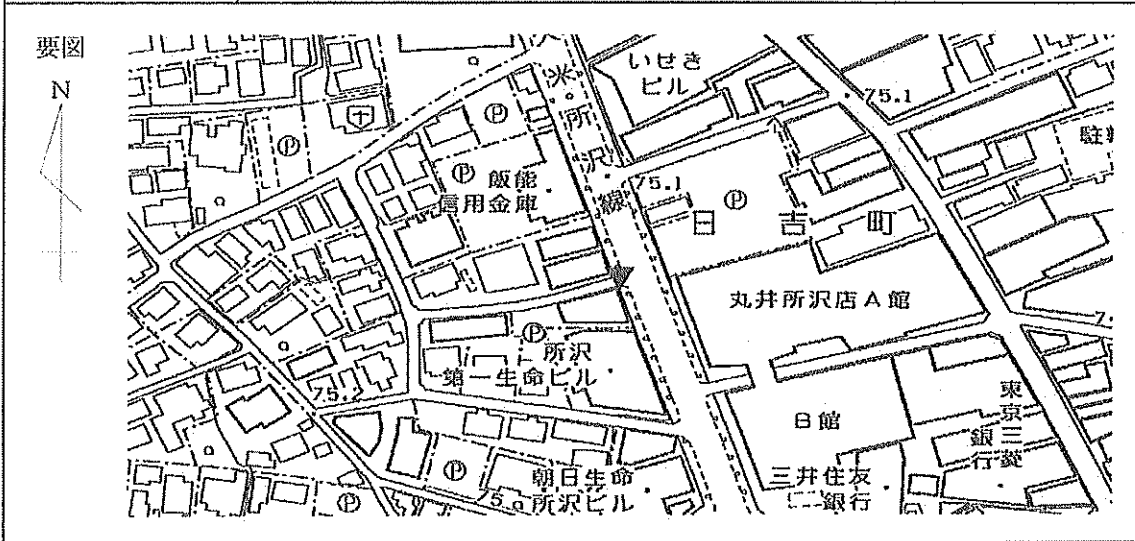 要図
N
入
米
所
沢
線
いせき
ビル
75.1
駐車
Ⓟ
Ⓟ
Ⓟ
飯能
信用金庫
75.1
Ⓟ
日吉町
丸井所沢店A館
Ⓟ
所沢
第一生命ビル
75.
B館
東京三菱
銀行
Ⓟ
朝日生命
所沢ビル
三井住友
銀行
Ⓟ